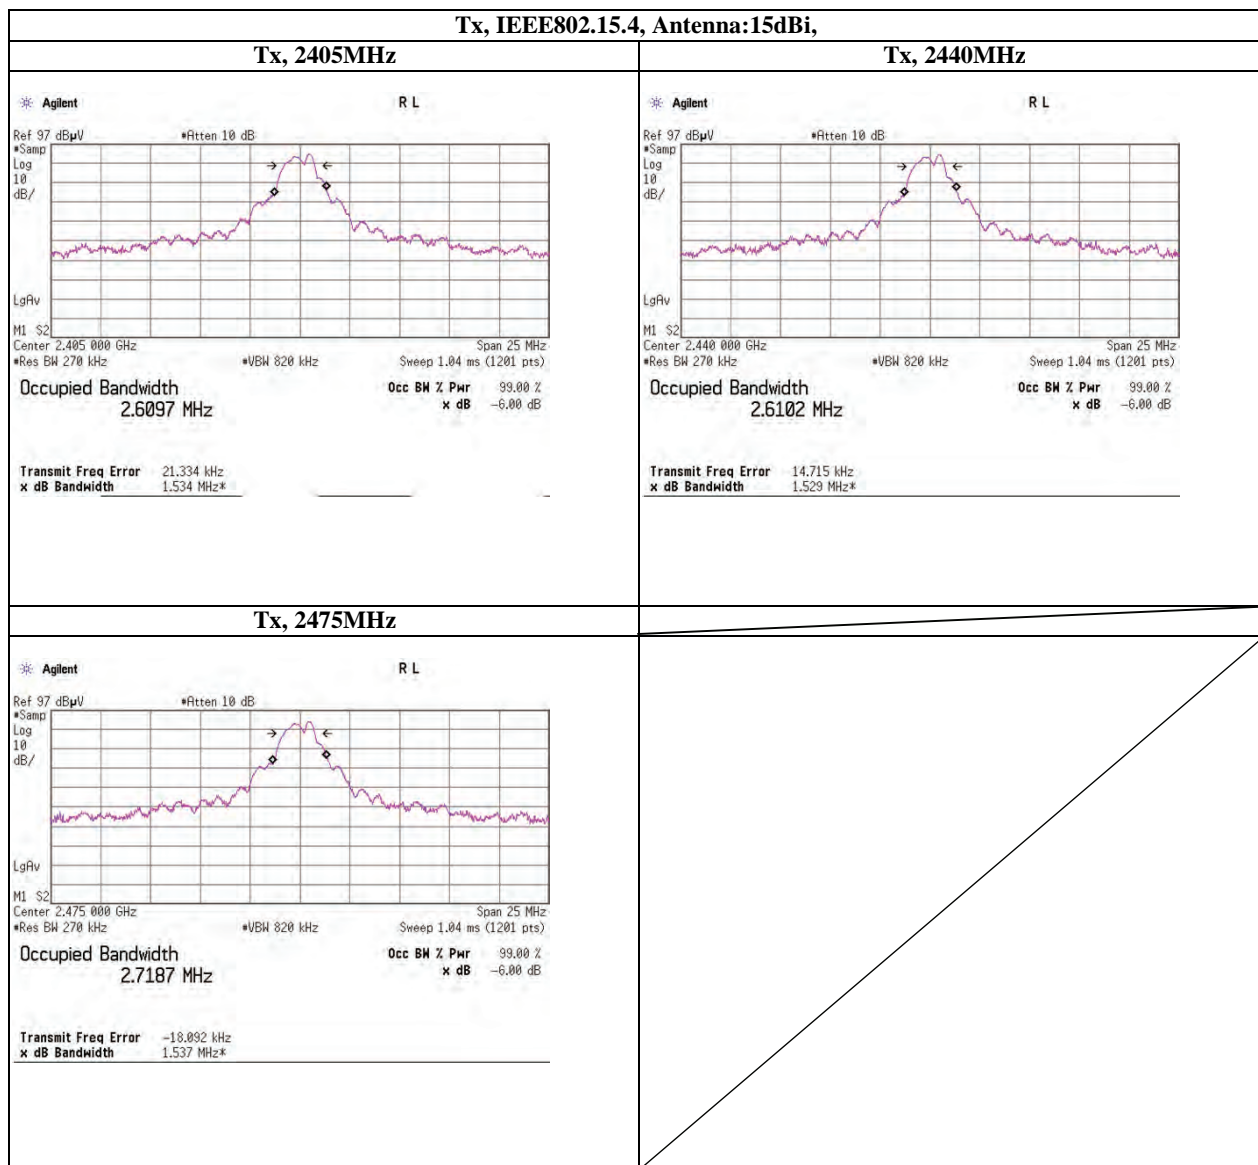 Tx, IEEE802.15.4, Antenna:15dBi,
Tx, 2405MHz
Tx, 2440MHz
Agilent R L
Ref 97 dBµV #Atten 10 dB
#Samp
Log
10
dB/
LgAv
M1 S2
Center 2.405 000 GHz Span 25 MHz
#Res BW 270 kHz #VBW 820 kHz Sweep 1.04 ms (1201 pts)
Occupied Bandwidth Occ BW % Pwr 99.00 %
2.6097 MHz x dB -6.00 dB
Transmit Freq Error 21.334 kHz
x dB Bandwidth 1.534 MHz*
Agilent R L
Ref 97 dBµV #Atten 10 dB
#Samp
Log
10
dB/
LgAv
M1 S2
Center 2.440 000 GHz Span 25 MHz
#Res BW 270 kHz #VBW 820 kHz Sweep 1.04 ms (1201 pts)
Occupied Bandwidth Occ BW % Pwr 99.00 %
2.6102 MHz x dB -6.00 dB
Transmit Freq Error 14.715 kHz
x dB Bandwidth 1.529 MHz*
Tx, 2475MHz
Agilent R L
Ref 97 dBµV #Atten 10 dB
#Samp
Log
10
dB/
LgAv
M1 S2
Center 2.475 000 GHz Span 25 MHz
#Res BW 270 kHz #VBW 820 kHz Sweep 1.04 ms (1201 pts)
Occupied Bandwidth Occ BW % Pwr 99.00 %
2.7187 MHz x dB -6.00 dB
Transmit Freq Error -18.092 kHz
x dB Bandwidth 1.537 MHz*